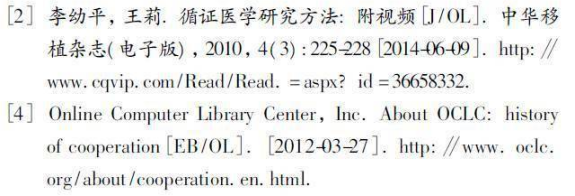 [2] 李幼平, 王莉. 循证医学研究方法: 附视频[J/OL]. 中华移
植杂志(电子版), 2010, 4(3):225-228 [2014-06-09]. http://
www.cqvip.com/Read/Read. =aspx? id=36658332.
[4] Online Computer Library Center, Inc. About OCLC: history
of cooperation[EB/OL]. [2012-03-27]. http://www. oclc.
org/about/cooperation. en. html.